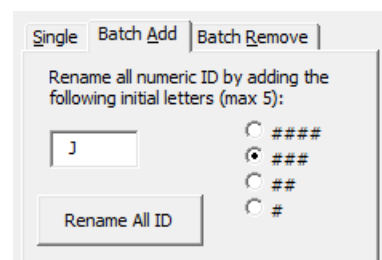 Single Batch Add Batch Remove
Rename all numeric ID by adding the
following initial letters (max 5):
J
####
###
##
#
Rename All ID